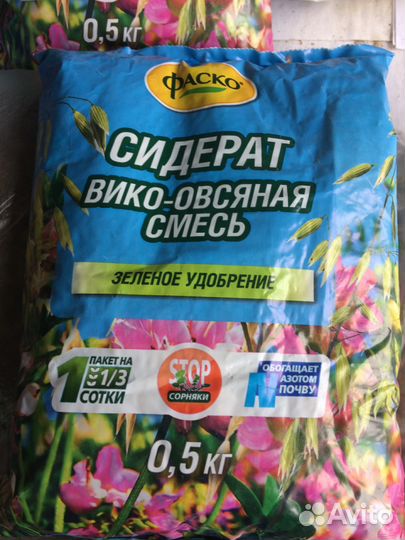 0,5 кг
ФАСКО®
СИДЕРАТ
ВИКО-ОВСЯНАЯ
СМЕСЬ
ЗЕЛЕНОЕ УДОБРЕНИЕ
1 ПАКЕТ НА
1/3
СОТКИ
STOP
СОРНЯКИ
N ОБОГАЩАЕТ
АЗОТОМ
ПОЧВУ
0,5 кг
Avito